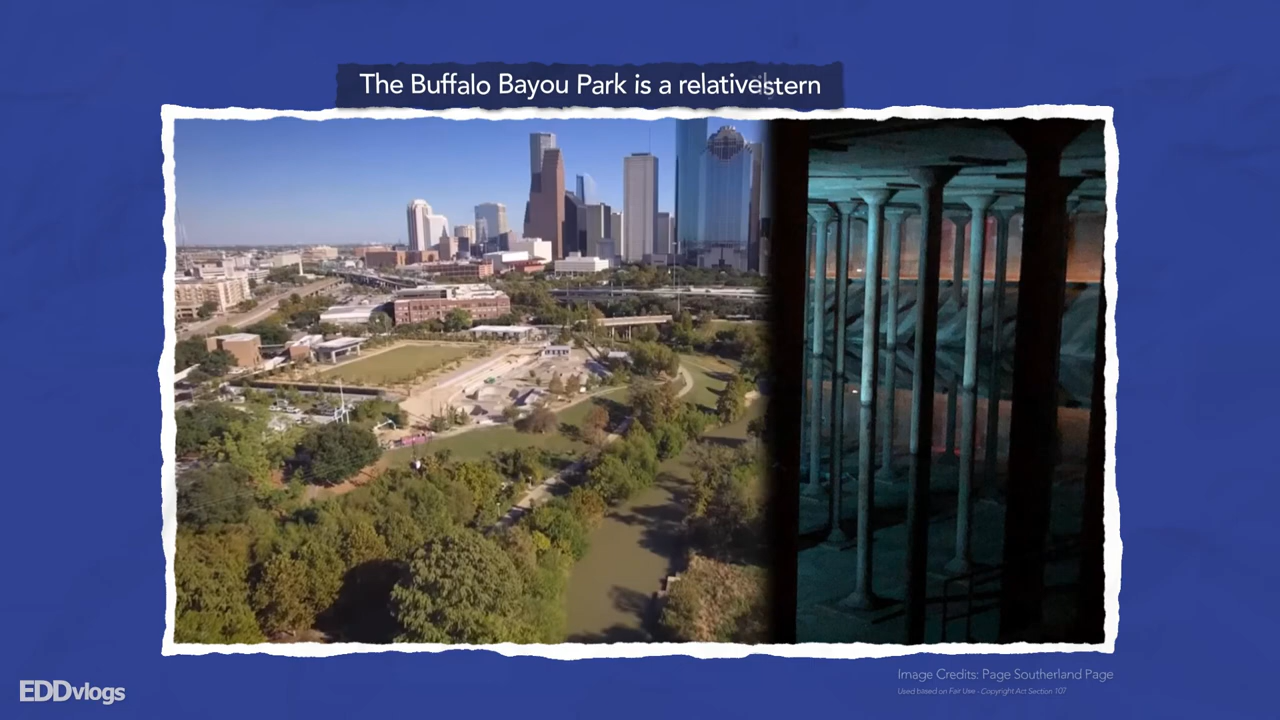 The Buffalo Bayou Park is a
Image Credits: Page Southerland Page
Used based on Fair Use - Copyright Act Section 107
EDDvlogs